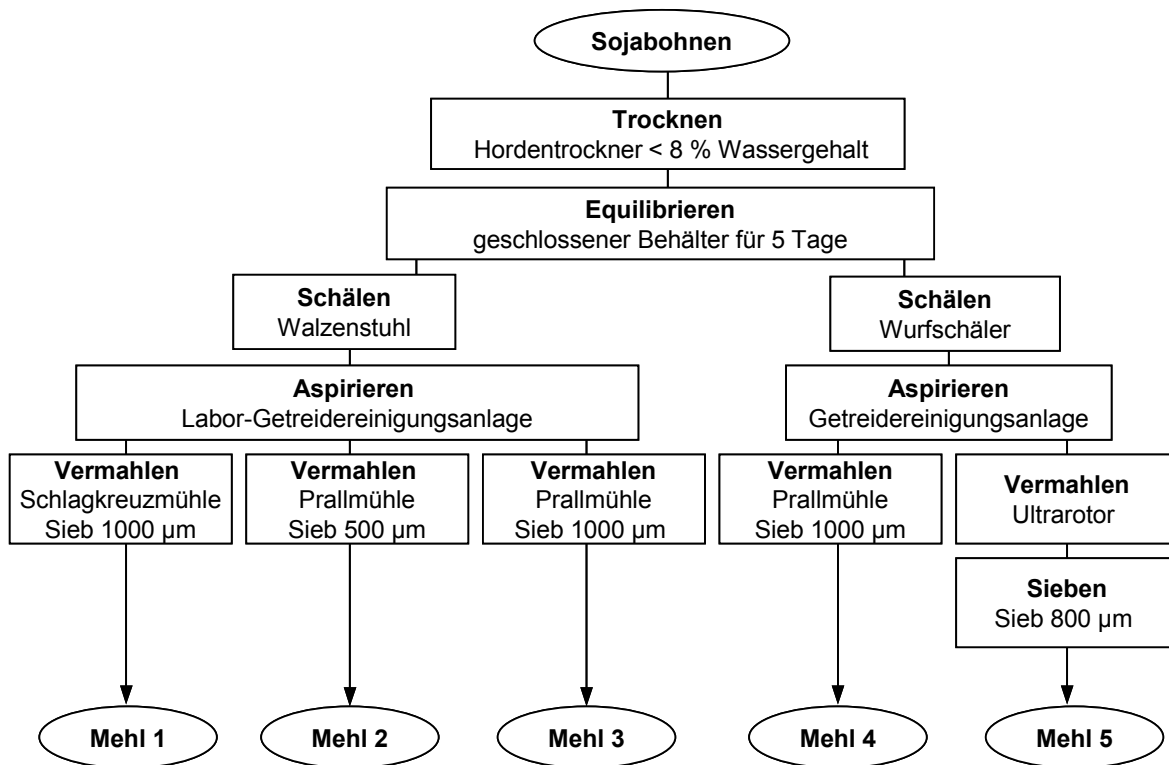 Sojabohnen
Trocknen
Hordentrockner < 8 % Wassergehalt
Equilibrieren
geschlossener Behälter für 5 Tage
Schälen
Walzenstuhl
Schälen
Wurfschäler
Aspirieren
Labor-Getreidereinigungsanlage
Aspirieren
Getreidereinigungsanlage
Vermahlen
Schlagkreuzmühle
Sieb 1000 µm
Vermahlen
Prallmühle
Sieb 500 µm
Vermahlen
Prallmühle
Sieb 1000 µm
Vermahlen
Prallmühle
Sieb 1000 µm
Vermahlen
Ultrarotor
Sieben
Sieb 800 µm
Mehl 1
Mehl 2
Mehl 3
Mehl 4
Mehl 5